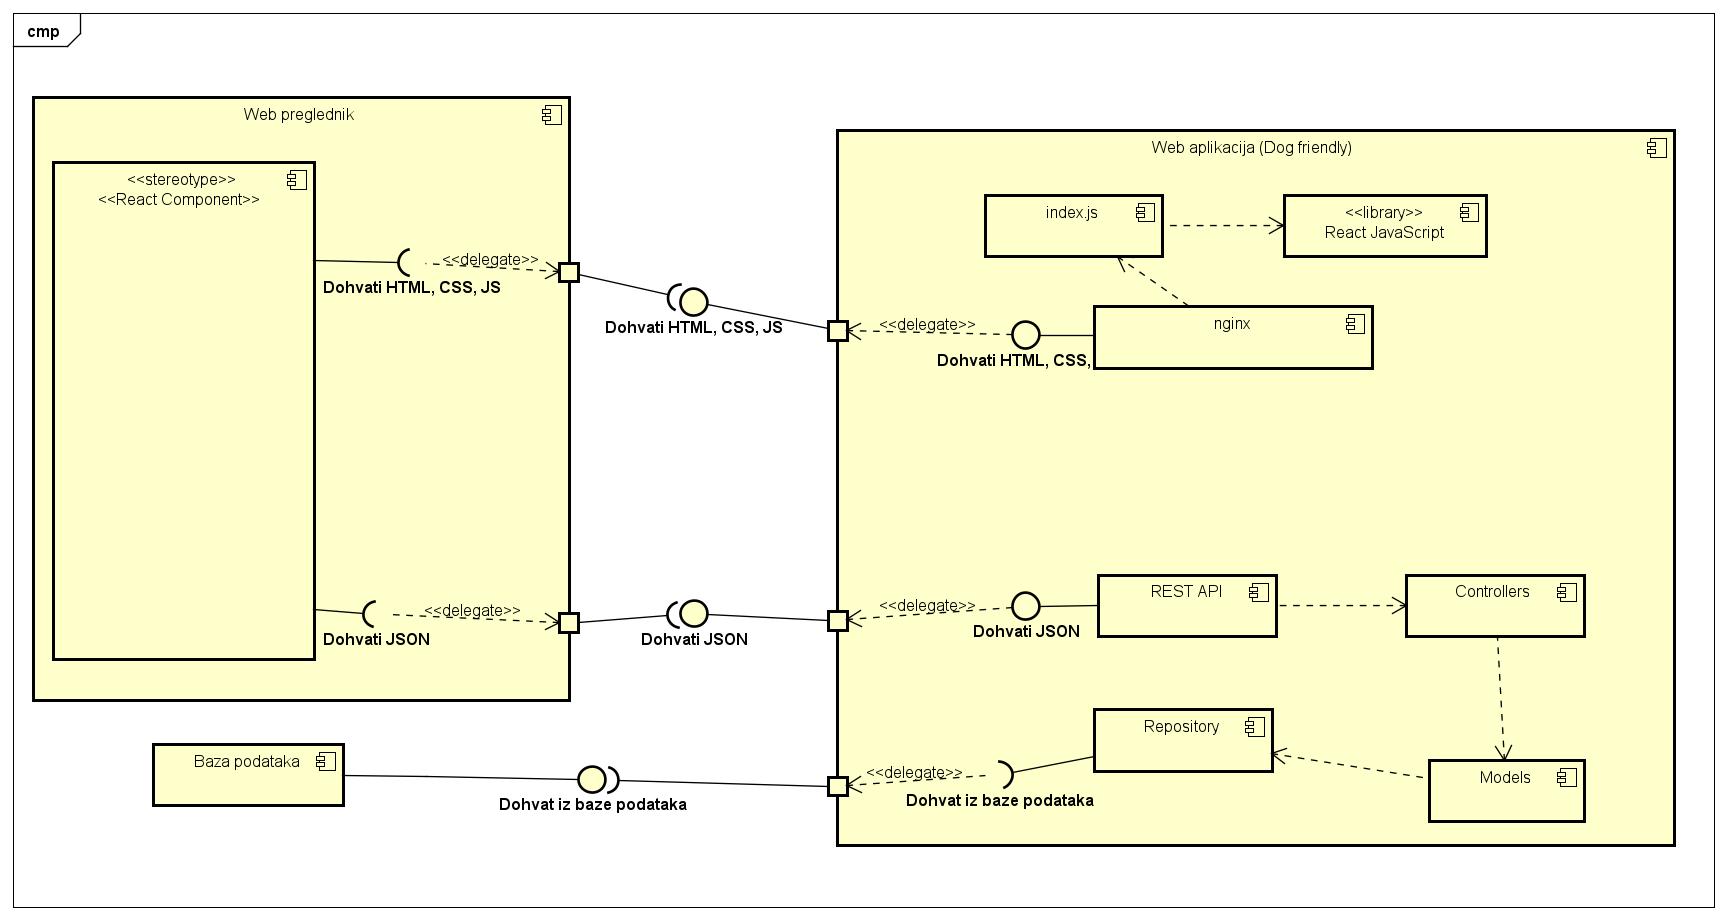 cmp
Web preglednik
<<stereotype>>
<<React Component>>
<<delegate>>
Dohvati HTML, CSS, JS
<<delegate>>
Dohvati JSON
Dohvati HTML, CSS, JS
Dohvati JSON
Baza podataka
Dohvat iz baze podataka
Web aplikacija (Dog friendly)
index.js
<<library>>
React JavaScript
nginx
<<delegate>>
Dohvati HTML, CSS,
<<delegate>>
Dohvati JSON
REST API
Controllers
Repository
<<delegate>>
Dohvat iz baze podataka
Models